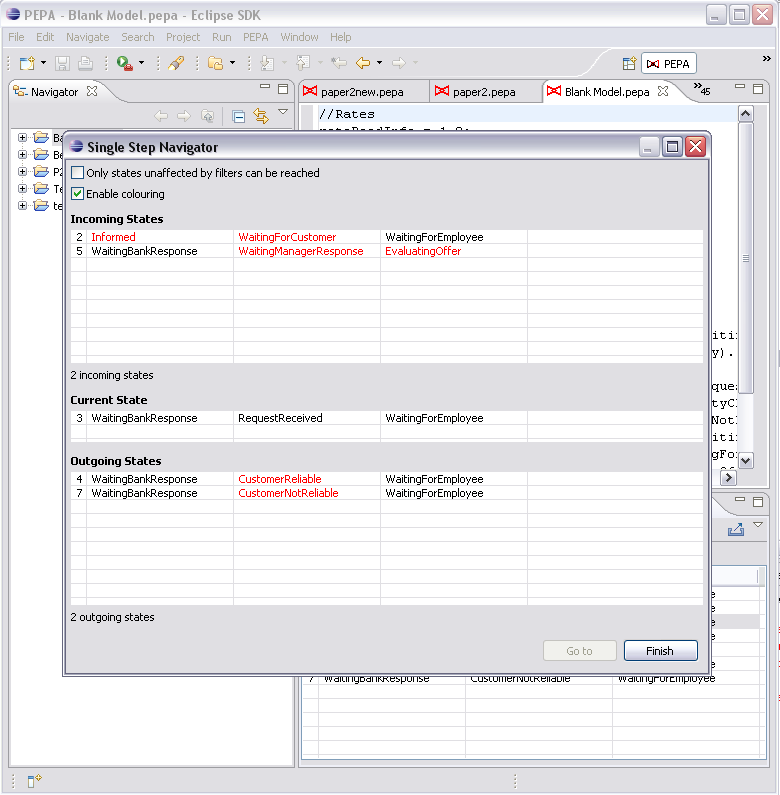 PEPA - Blank Model.pepa - Eclipse SDK
File Edit Navigate Search Project Run PEPA Window Help
PEPA
Navigator
paper2new.pepa paper2.pepa Blank Model.pepa 45
//Rates
Single Step Navigator
Only states unaffected by filters can be reached
Enable colouring
Incoming States
2 Informed WaitingForCustomer WaitingForEmployee
5 WaitingBankResponse WaitingManagerResponse EvaluatingOffer
2 incoming states
Current State
3 WaitingBankResponse RequestReceived WaitingForEmployee
Outgoing States
4 WaitingBankResponse CustomerReliable WaitingForEmployee
7 WaitingBankResponse CustomerNotReliable WaitingForEmployee
2 outgoing states
Go to Finish
7 WaitingBankResponse CustomerNotReliable WaitingForEmployee